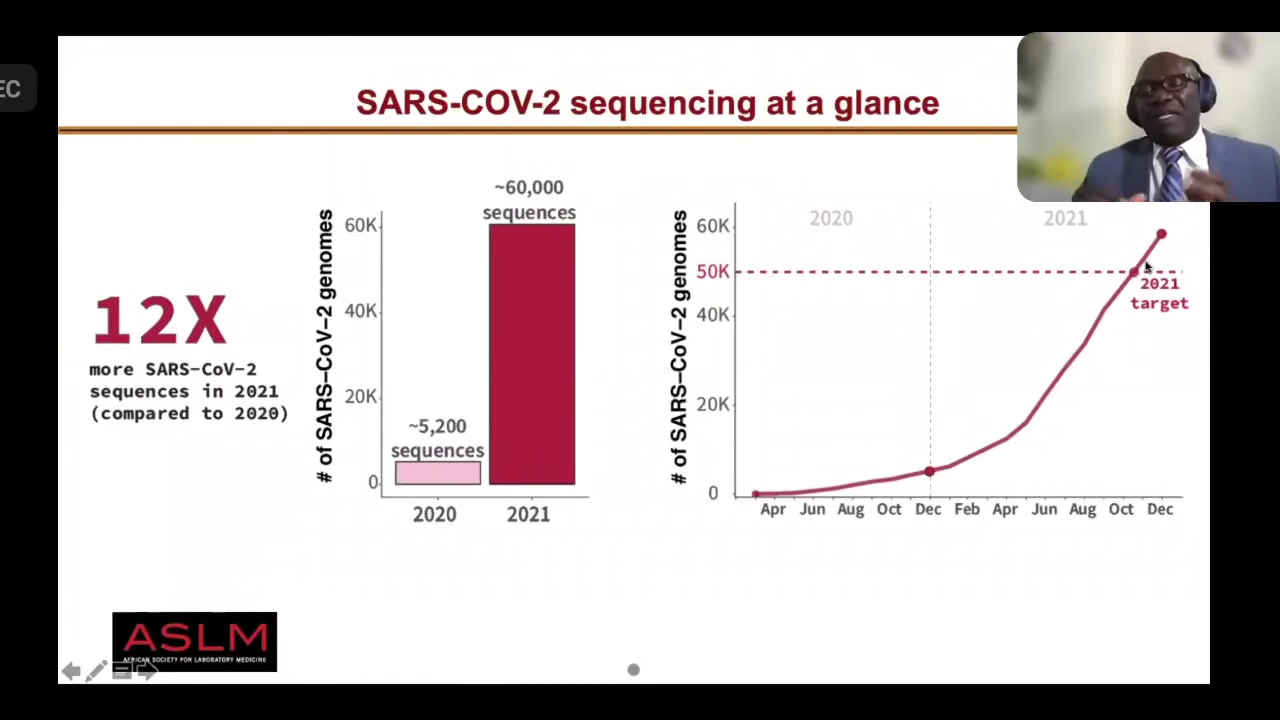 EC
SARS-COV-2 sequencing at a glance
12X
more SARS-CoV-2
sequences in 2021
(compared to 2020)
# of SARS-CoV-2 genomes
60K
40K
20K
0
~5,200
sequences
~60,000
sequences
2020
2021
# of SARS-CoV-2 genomes
60K
50K
40K
20K
0
2020
2021
2021
target
Apr Jun Aug Oct Dec Feb Apr Jun Aug Oct Dec
ASLM
AFRICAN SOCIETY FOR LABORATORY MEDICINE